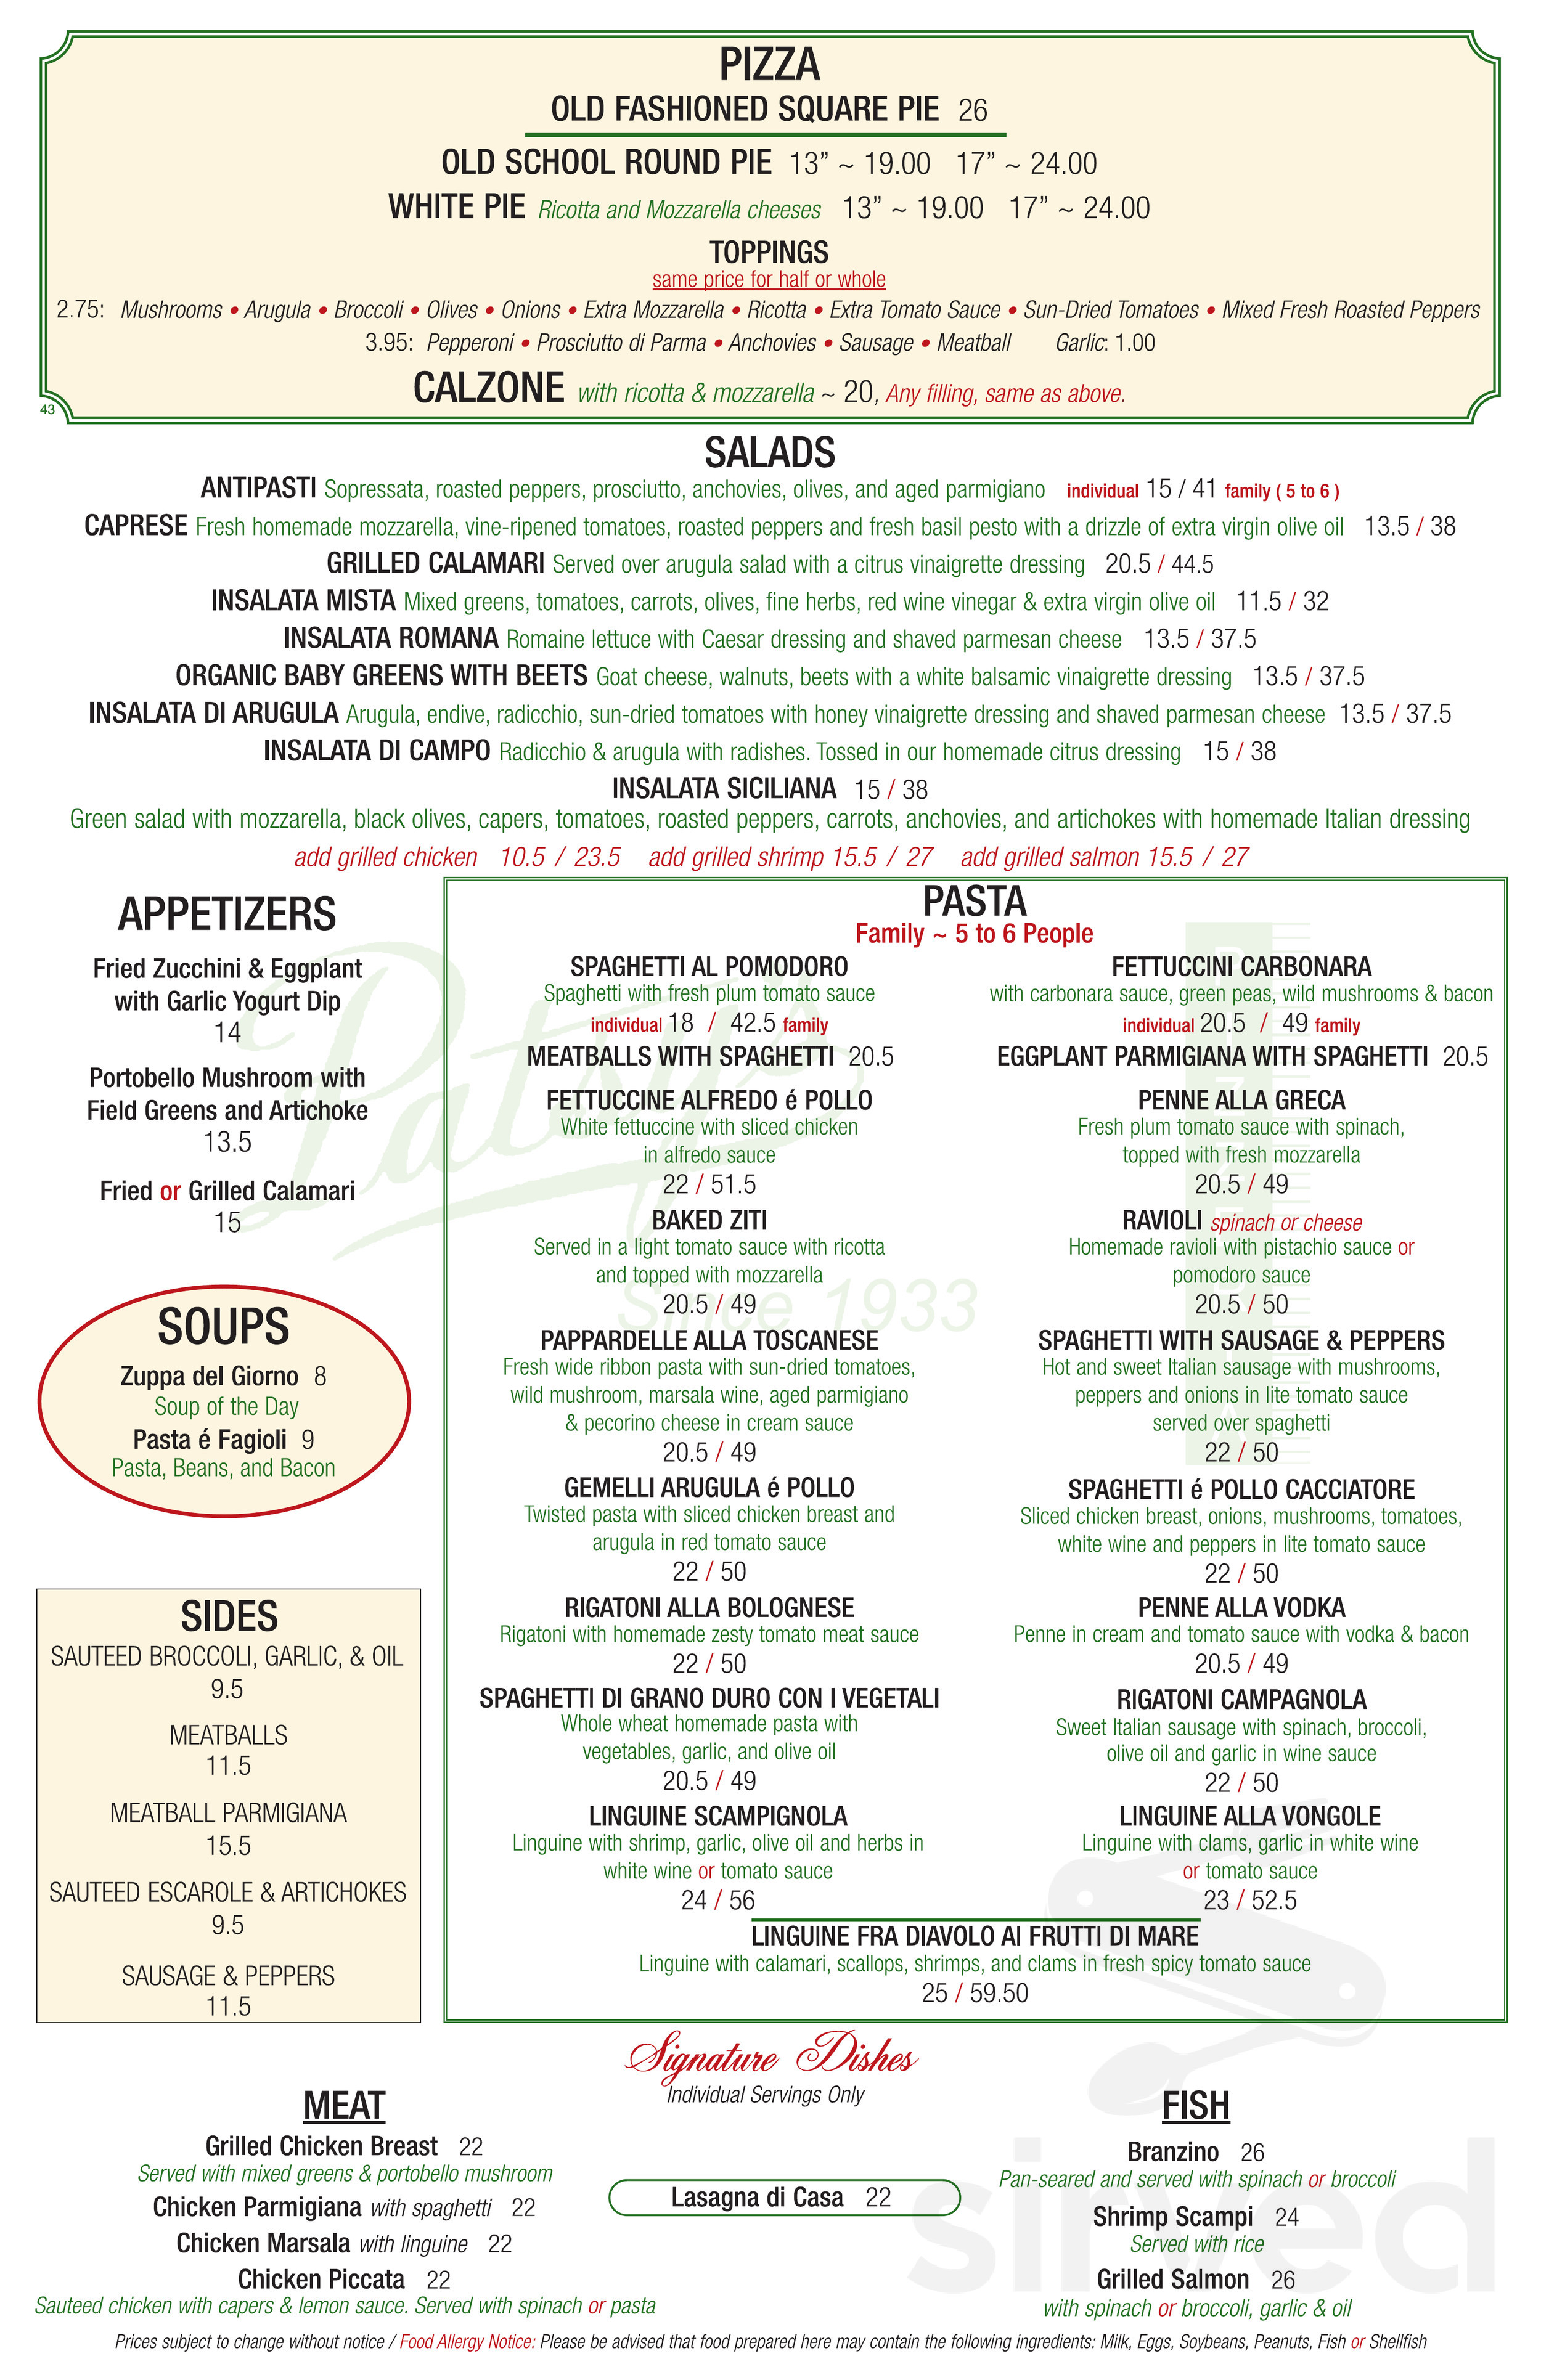 PIZZA
OLD FASHIONED SQUARE PIE 26
OLD SCHOOL ROUND PIE 13” ~ 19.00 17” ~ 24.00
WHITE PIE Ricotta and Mozzarella cheeses 13” ~ 19.00 17” ~ 24.00
TOPPINGS
same price for half or whole
2.75: Mushrooms • Arugula • Broccoli • Olives • Onions • Extra Mozzarella • Ricotta • Extra Tomato Sauce • Sun-Dried Tomatoes • Mixed Fresh Roasted Peppers
3.95: Pepperoni • Prosciutto di Parma • Anchovies • Sausage • Meatball Garlic: 1.00
CALZONE with ricotta & mozzarella ~ 20, Any filling, same as above.
43
SALADS
ANTIPASTI Sopressata, roasted peppers, prosciutto, anchovies, olives, and aged parmigiano individual 15 / 41 family ( 5 to 6 )
CAPRESE Fresh homemade mozzarella, vine-ripened tomatoes, roasted peppers and fresh basil pesto with a drizzle of extra virgin olive oil 13.5 / 38
GRILLED CALAMARI Served over arugula salad with a citrus vinaigrette dressing 20.5 / 44.5
INSALATA MISTA Mixed greens, tomatoes, carrots, olives, fine herbs, red wine vinegar & extra virgin olive oil 11.5 / 32
INSALATA ROMANA Romaine lettuce with Caesar dressing and shaved parmesan cheese 13.5 / 37.5
ORGANIC BABY GREENS WITH BEETS Goat cheese, walnuts, beets with a white balsamic vinaigrette dressing 13.5 / 37.5
INSALATA DI ARUGULA Arugula, endive, radicchio, sun-dried tomatoes with honey vinaigrette dressing and shaved parmesan cheese 13.5 / 37.5
INSALATA DI CAMPO Radicchio & arugula with radishes. Tossed in our homemade citrus dressing 15 / 38
INSALATA SICILIANA 15 / 38
Green salad with mozzarella, black olives, capers, tomatoes, roasted peppers, carrots, anchovies, and artichokes with homemade Italian dressing
add grilled chicken 10.5 / 23.5 add grilled shrimp 15.5 / 27 add grilled salmon 15.5 / 27
APPETIZERS
Fried Zucchini & Eggplant
with Garlic Yogurt Dip
14
Portobello Mushroom with
Field Greens and Artichoke
13.5
Fried or Grilled Calamari
15
SOUPS
Zuppa del Giorno 8
Soup of the Day
Pasta é Fagioli 9
Pasta, Beans, and Bacon
SIDES
SAUTEED BROCCOLI, GARLIC, & OIL
9.5
MEATBALLS
11.5
MEATBALL PARMIGIANA
15.5
SAUTEED ESCAROLE & ARTICHOKES
9.5
SAUSAGE & PEPPERS
11.5
PASTA
Family ~ 5 to 6 People
SPAGHETTI AL POMODORO
Spaghetti with fresh plum tomato sauce
individual 18 / 42.5 family
MEATBALLS WITH SPAGHETTI 20.5
FETTUCCINE ALFREDO é POLLO
White fettuccine with sliced chicken
in alfredo sauce
22 / 51.5
BAKED ZITI
Served in a light tomato sauce with ricotta
and topped with mozzarella
20.5 / 49
PAPPARDELLE ALLA TOSCANESE
Fresh wide ribbon pasta with sun-dried tomatoes,
wild mushroom, marsala wine, aged parmigiano
& pecorino cheese in cream sauce
20.5 / 49
GEMELLI ARUGULA é POLLO
Twisted pasta with sliced chicken breast and
arugula in red tomato sauce
22 / 50
RIGATONI ALLA BOLOGNESE
Rigatoni with homemade zesty tomato meat sauce
22 / 50
SPAGHETTI DI GRANO DURO CON I VEGETALI
Whole wheat homemade pasta with
vegetables, garlic, and olive oil
20.5 / 49
LINGUINE SCAMPIGNOLA
Linguine with shrimp, garlic, olive oil and herbs in
white wine or tomato sauce
24 / 56
FETTUCCINI CARBONARA
with carbonara sauce, green peas, wild mushrooms & bacon
individual 20.5 / 49 family
EGGPLANT PARMIGIANA WITH SPAGHETTI 20.5
PENNE ALLA GRECA
Fresh plum tomato sauce with spinach,
topped with fresh mozzarella
20.5 / 49
RAVIOLI spinach or cheese
Homemade ravioli with pistachio sauce or
pomodoro sauce
20.5 / 50
SPAGHETTI WITH SAUSAGE & PEPPERS
Hot and sweet Italian sausage with mushrooms,
peppers and onions in lite tomato sauce
served over spaghetti
22 / 50
SPAGHETTI é POLLO CACCIATORE
Sliced chicken breast, onions, mushrooms, tomatoes,
white wine and peppers in lite tomato sauce
22 / 50
PENNE ALLA VODKA
Penne in cream and tomato sauce with vodka & bacon
20.5 / 49
RIGATONI CAMPAGNOLA
Sweet Italian sausage with spinach, broccoli,
olive oil and garlic in wine sauce
22 / 50
LINGUINE ALLA VONGOLE
Linguine with clams, garlic in white wine
or tomato sauce
23 / 52.5
LINGUINE FRA DIAVOLO AI FRUTTI DI MARE
Linguine with calamari, scallops, shrimps, and clams in fresh spicy tomato sauce
25 / 59.50
Patsy's
Since 1933
Signature Dishes
Individual Servings Only
MEAT
Grilled Chicken Breast 22
Served with mixed greens & portobello mushroom
Chicken Parmigiana with spaghetti 22
Chicken Marsala with linguine 22
Chicken Piccata 22
Sauteed chicken with capers & lemon sauce. Served with spinach or pasta
Lasagna di Casa 22
FISH
Branzino 26
Pan-seared and served with spinach or broccoli
Shrimp Scampi 24
Served with rice
Grilled Salmon 26
with spinach or broccoli, garlic & oil
sirved
Prices subject to change without notice / Food Allergy Notice: Please be advised that food prepared here may contain the following ingredients: Milk, Eggs, Soybeans, Peanuts, Fish or Shellfish